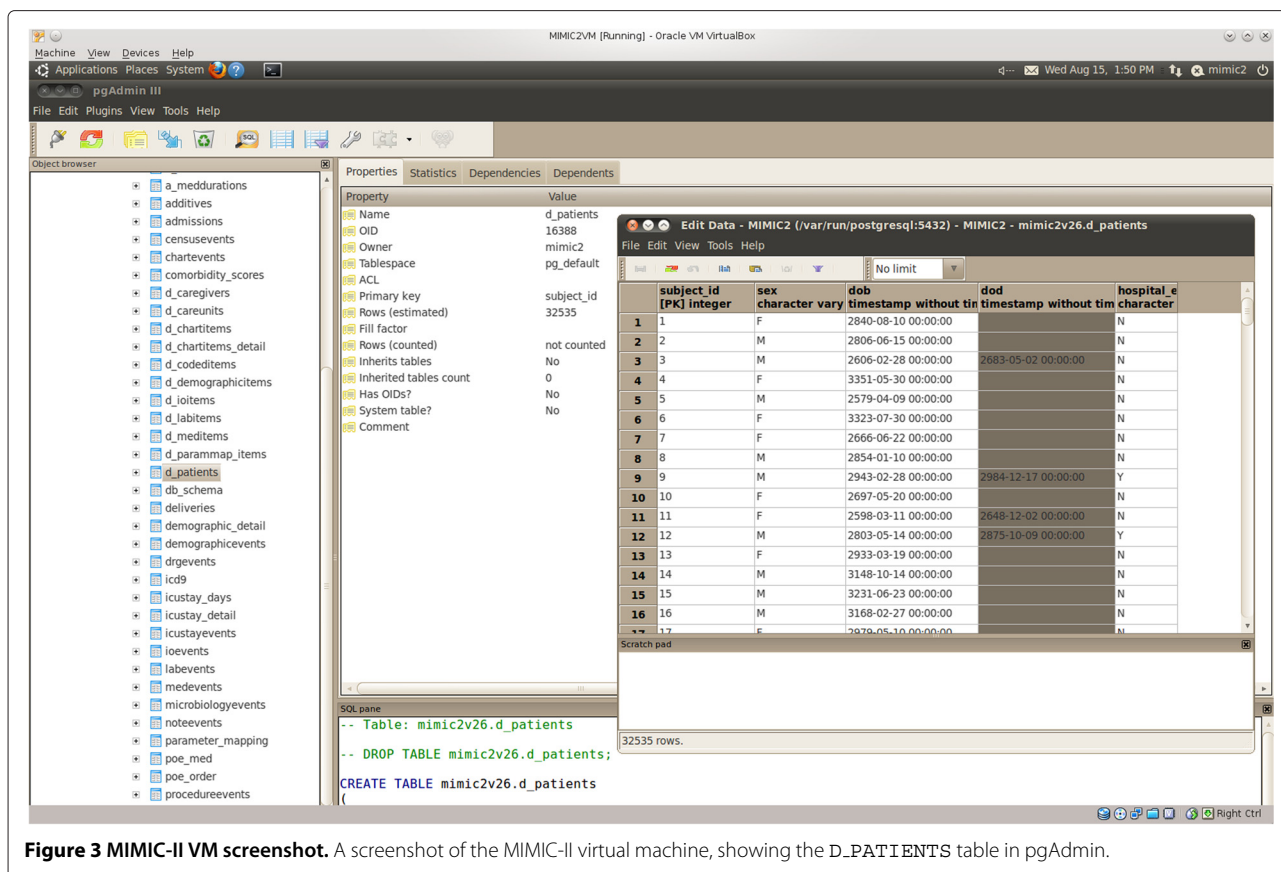 MIMIC2VM [Running] - Oracle VM VirtualBox
Machine View Devices Help
Applications Places System Wed Aug 15, 1:50 PM mimic2
pgAdmin III
File Edit Plugins View Tools Help
SQL
Object browser
a_meddurations
additives
admissions
censusevents
chartevents
comorbidity_scores
d_caregivers
d_careunits
d_chartitems
d_chartitems_detail
d_codeditems
d_demographicitems
d_ioitems
d_labitems
d_meditems
d_parammap_items
d_patients
db_schema
deliveries
demographic_detail
demographicevents
drgevents
icd9
icustay_days
icustay_detail
icustayevents
ioevents
labevents
medevents
microbiologyevents
noteevents
parameter_mapping
poe_med
poe_order
procedureevents
Properties Statistics Dependencies Dependents
Property Value
Name d_patients
OID 16388
Owner mimic2
Tablespace pg_default
ACL
Primary key subject_id
Rows (estimated) 32535
Fill factor
Rows (counted) not counted
Inherits tables No
Inherited tables count 0
Has OIDs? No
System table? No
Comment
Edit Data - MIMIC2 (/var/run/postgresql:5432) - MIMIC2 - mimic2v26.d_patients
File Edit View Tools Help
No limit
subject_id sex dob dod hospital_e
[PK] integer character vary timestamp without tin timestamp without tim character
1 1 F 2840-08-10 00:00:00 N
2 2 M 2806-06-15 00:00:00 N
3 3 M 2606-02-28 00:00:00 2683-05-02 00:00:00 N
4 4 F 3351-05-30 00:00:00 N
5 5 M 2579-04-09 00:00:00 N
6 6 F 3323-07-30 00:00:00 N
7 7 F 2666-06-22 00:00:00 N
8 8 M 2854-01-10 00:00:00 N
9 9 M 2943-02-28 00:00:00 2984-12-17 00:00:00 Y
10 10 F 2697-05-20 00:00:00 N
11 11 F 2598-03-11 00:00:00 2648-12-02 00:00:00 N
12 12 M 2803-05-14 00:00:00 2875-10-09 00:00:00 Y
13 13 F 2933-03-19 00:00:00 N
14 14 M 3148-10-14 00:00:00 N
15 15 M 3231-06-23 00:00:00 N
16 16 M 3168-02-27 00:00:00 N
17 17 F 2979-05-10 00:00:00 N
Scratch pad
32535 rows.
SQL pane
-- Table: mimic2v26.d_patients
-- DROP TABLE mimic2v26.d_patients;
CREATE TABLE mimic2v26.d_patients
(
Right Ctrl
Figure 3 MIMIC-II VM screenshot. A screenshot of the MIMIC-II virtual machine, showing the D_PATIENTS table in pgAdmin.